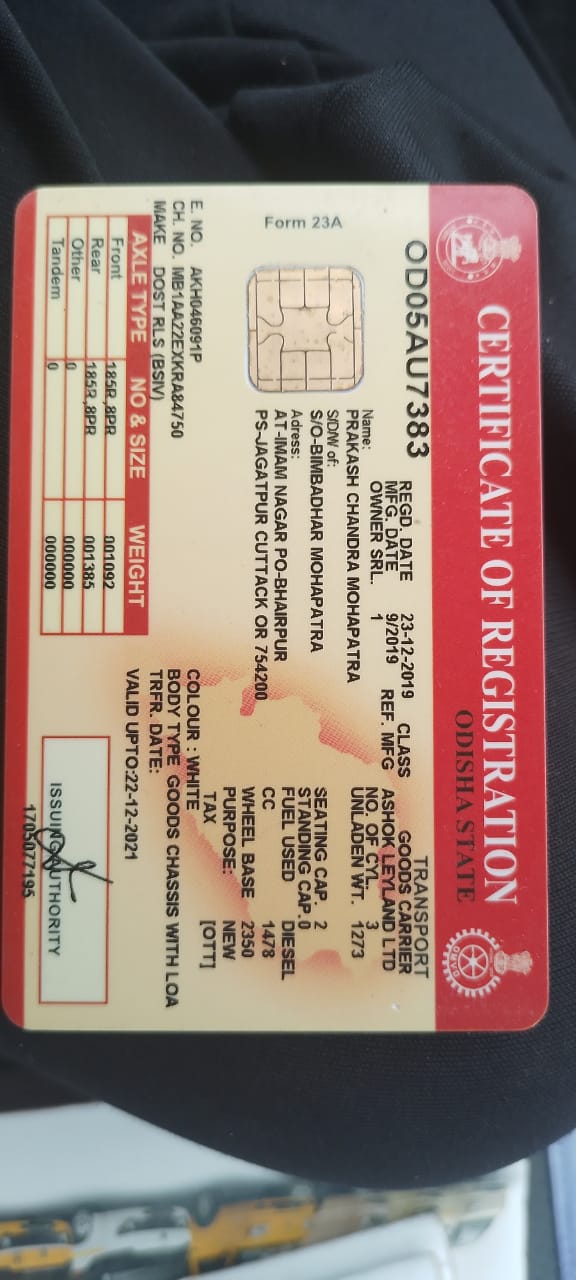 CERTIFICATE OF REGISTRATION
ODISHA STATE
OD05AU7383
TRANSPORT
REGD. DATE 23-12-2019 CLASS GOODS CARRIER
MFG. DATE 9/2019 REF. MFG ASHOK LEYLAND LTD
OWNER SRL. 1 NO. OF CYL. 3
UNLADEN WT. 1273
Form 23A
Name:
PRAKASH CHANDRA MOHAPATRA
S/D/W of:
S/O-BIMBADHAR MOHAPATRA
Adress:
AT-IMAM NAGAR PO-BHAIRPUR
PS-JAGATPUR CUTTACK OR 754200
SEATING CAP. 2
STANDING CAP.0
FUEL USED DIESEL
CC 1478
WHEEL BASE 2350
PURPOSE: NEW
TAX [OTT]
E. NO. AKH046091P
CH. NO. MB1AA22EXKRA84750
MAKE DOST RLS (BSIV)
COLOUR : WHITE
BODY TYPE GOODS CHASSIS WITH LOA
TRFR. DATE:
VALID UPTO:22-12-2021
AXLE TYPE NO & SIZE WEIGHT
Front 185R ,8PR 001092
Rear 185R ,8PR 001385
Other 0 000000
Tandem 0 000000
ISSUING AUTHORITY